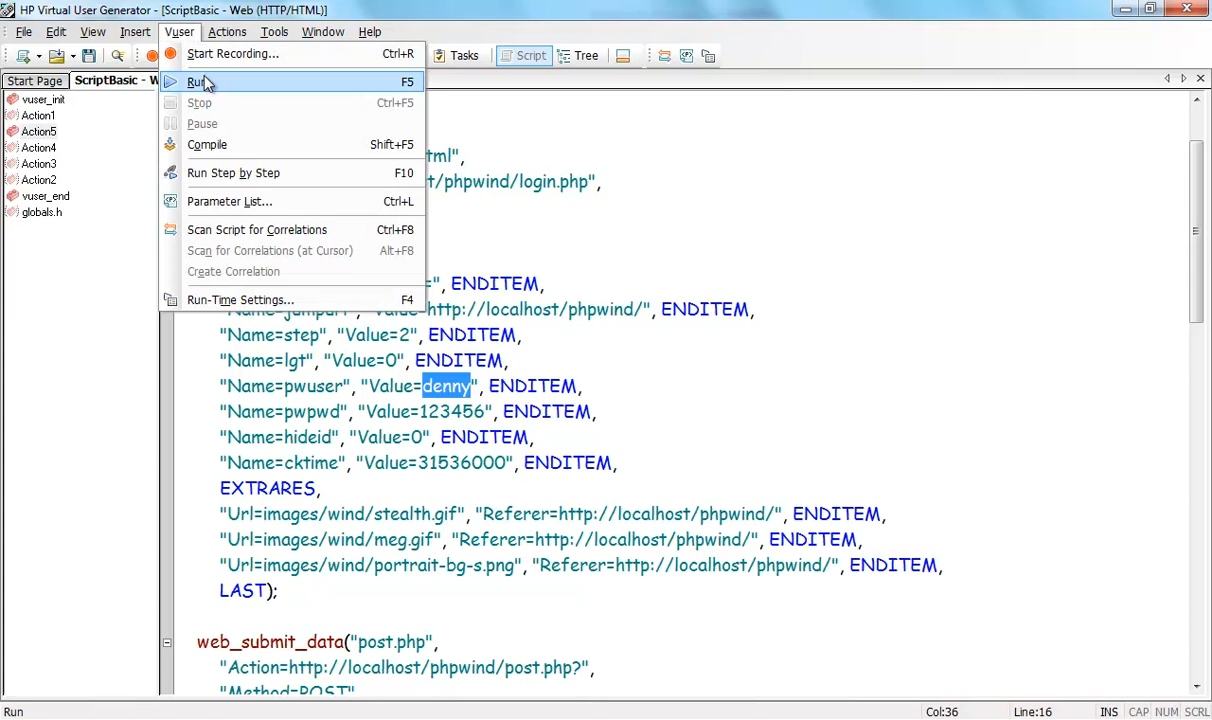 HP Virtual User Generator - [ScriptBasic - Web (HTTP/HTML)]
File Edit View Insert Vuser Actions Tools Window Help
Tasks Script Tree
Start Page ScriptBasic - W
Start Recording... Ctrl+R
Run F5
Stop Ctrl+F5
Pause
Compile Shift+F5
Run Step by Step F10
Parameter List... Ctrl+L
Scan Script for Correlations Ctrl+F8
Scan for Correlations (at Cursor) Alt+F8
Create Correlation
Run-Time Settings... F4
vuser_init
Action1
Action5
Action4
Action3
Action2
vuser_end
globals.h
tml",
t/phpwind/login.php",
=", ENDITEM,
"Name=jumpurl", "Value=http://localhost/phpwind/", ENDITEM,
"Name=step", "Value=2", ENDITEM,
"Name=lgt", "Value=0", ENDITEM,
"Name=pwuser", "Value=denny", ENDITEM,
"Name=pwpwd", "Value=123456", ENDITEM,
"Name=hideid", "Value=0", ENDITEM,
"Name=cktime", "Value=31536000", ENDITEM,
EXTRARES,
"Url=images/wind/stealth.gif", "Referer=http://localhost/phpwind/", ENDITEM,
"Url=images/wind/meg.gif", "Referer=http://localhost/phpwind/", ENDITEM,
"Url=images/wind/portrait-bg-s.png", "Referer=http://localhost/phpwind/", ENDITEM,
LAST);
web_submit_data("post.php",
"Action=http://localhost/phpwind/post.php?",
"Method=POST"
Run Col:36 Line:16 INS CAP NUM SCRL